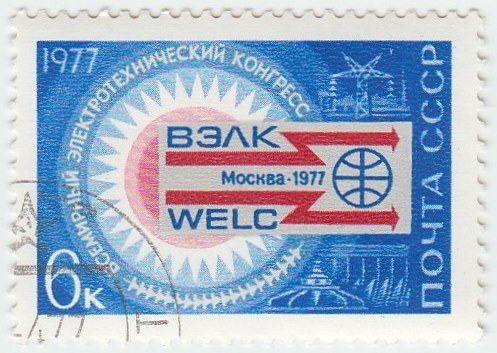 1977
ВСЕМИРНЫЙ ЭЛЕКТРОТЕХНИЧЕСКИЙ КОНГРЕСС
ВЭЛК
Москва-1977
WELC
6к
ПОЧТА СССР